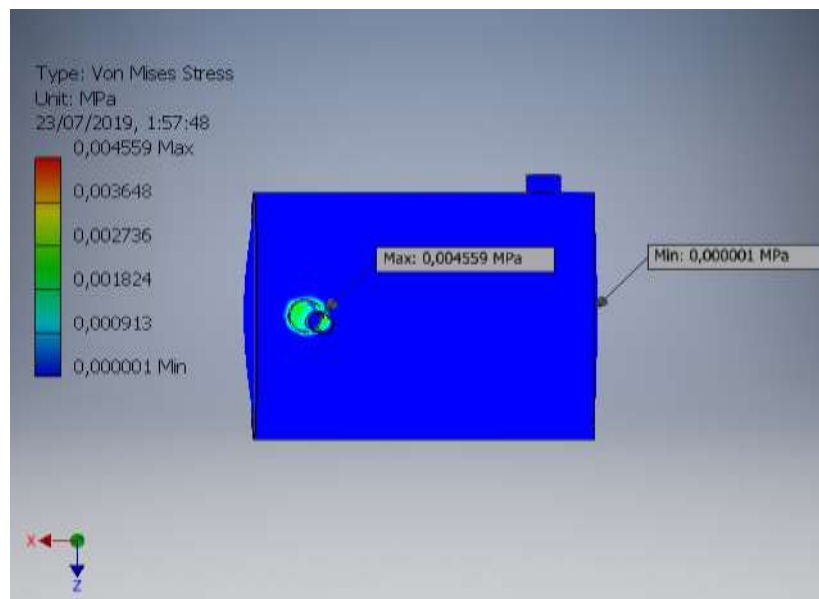 Type: Von Mises Stress
Unit: MPa
23/07/2019, 1:57:48
0,004559 Max
0,003648
0,002736
0,001824
0,000913
0,000001 Min
Max: 0,004559 MPa
Min: 0,000001 MPa
X
Z